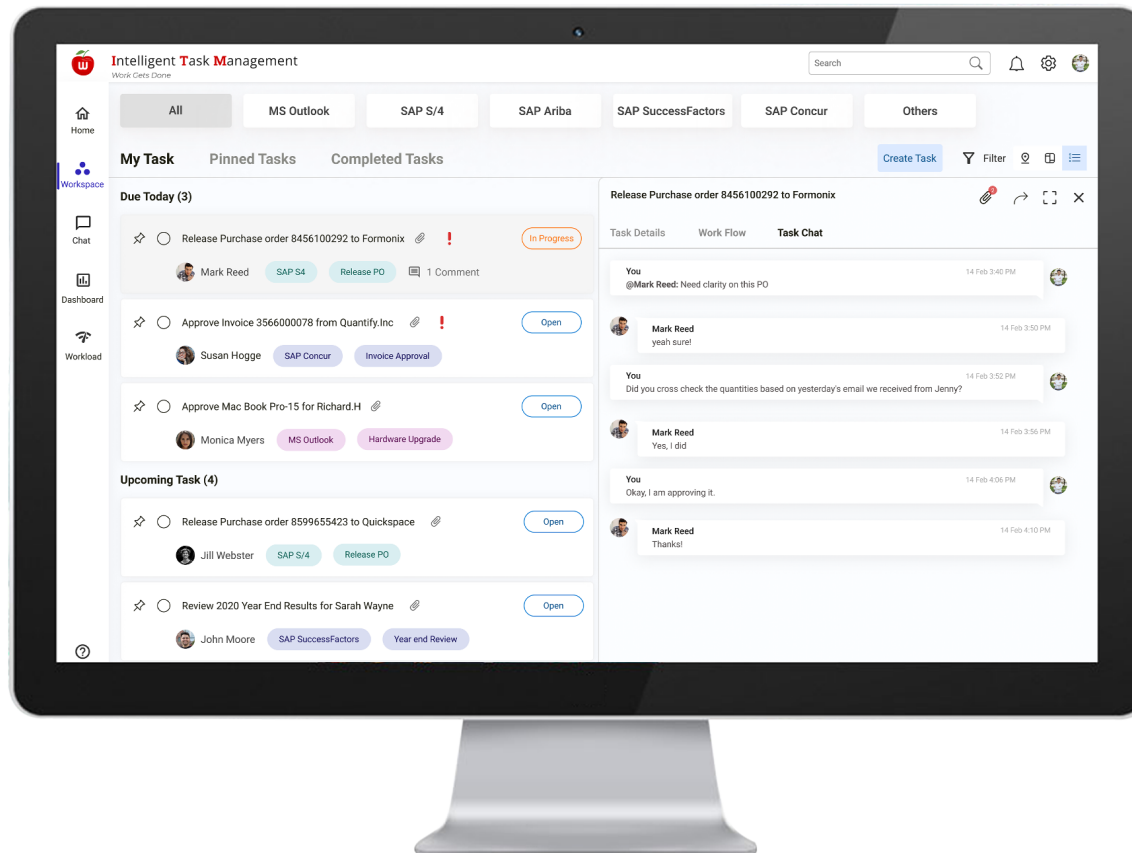 ш
Intelligent Task Management
Work Gets Done
Search
Home
Workspace
Chat
Dashboard
Workload
All
MS Outlook
SAP S/4
SAP Ariba
SAP SuccessFactors
SAP Concur
Others
My Task
Pinned Tasks
Completed Tasks
Create Task
Filter
Due Today (3)
Release Purchase order 8456100292 to Formonix
!
In Progress
Mark Reed
SAP S4
Release PO
1 Comment
Approve Invoice 3566000078 from Quantify.Inc
!
Open
Susan Hogge
SAP Concur
Invoice Approval
Approve Mac Book Pro-15 for Richard.H
Open
Monica Myers
MS Outlook
Hardware Upgrade
Upcoming Task (4)
Release Purchase order 8599655423 to Quickspace
Open
Jill Webster
SAP S/4
Release PO
Review 2020 Year End Results for Sarah Wayne
Open
John Moore
SAP SuccessFactors
Year end Review
Release Purchase order 8456100292 to Formonix
Task Details
Work Flow
Task Chat
You
14 Feb 3:40 PM
@Mark Reed: Need clarity on this PO
Mark Reed
14 Feb 3:50 PM
yeah sure!
You
14 Feb 3:52 PM
Did you cross check the quantities based on yesterday's email we received from Jenny?
Mark Reed
14 Feb 3:56 PM
Yes, I did
You
14 Feb 4:06 PM
Okay, I am approving it.
Mark Reed
14 Feb 4:10 PM
Thanks!
?